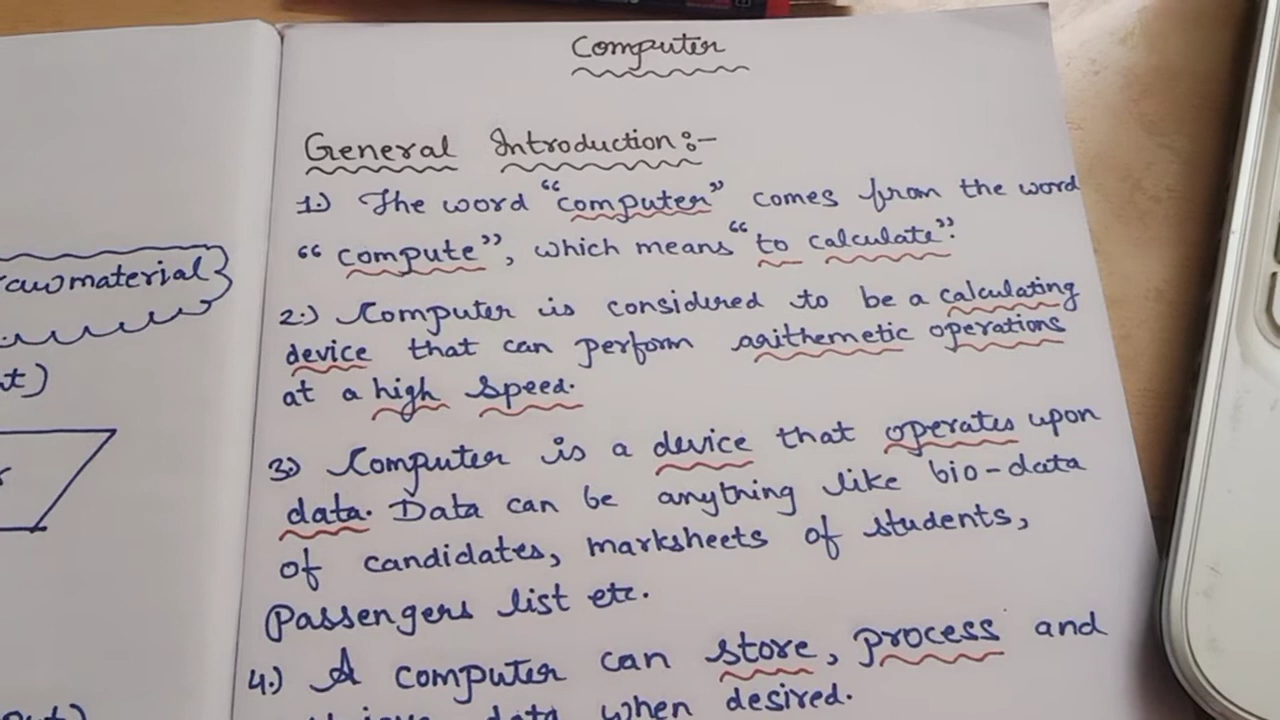 Computer
General Introduction:-
1.) The word "computer" comes from the word
"compute", which means "to calculate".
2.) Computer is considered to be a calculating
device that can perform arithemetic operations
at a high speed.
3.) Computer is a device that operates upon
data. Data can be anything like bio-data
of candidates, marksheets of students,
Passengers list etc.
4.) A computer can store, process and
data when desired.
material